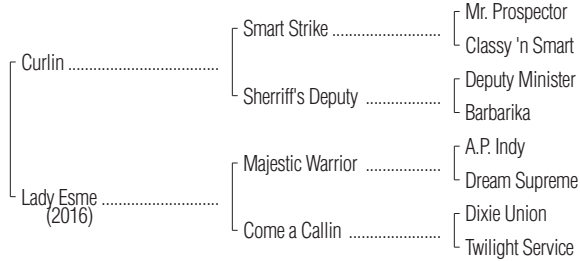 Mr. Prospector
Smart Strike ........................
Classy 'n Smart
Curlin ..................................
Deputy Minister
Sherriff's Deputy ................
Barbarika
A.P. Indy
Majestic Warrior ................
Dream Supreme
Lady Esme ..........................
(2016)
Dixie Union
Come a Callin ....................
Twilight Service